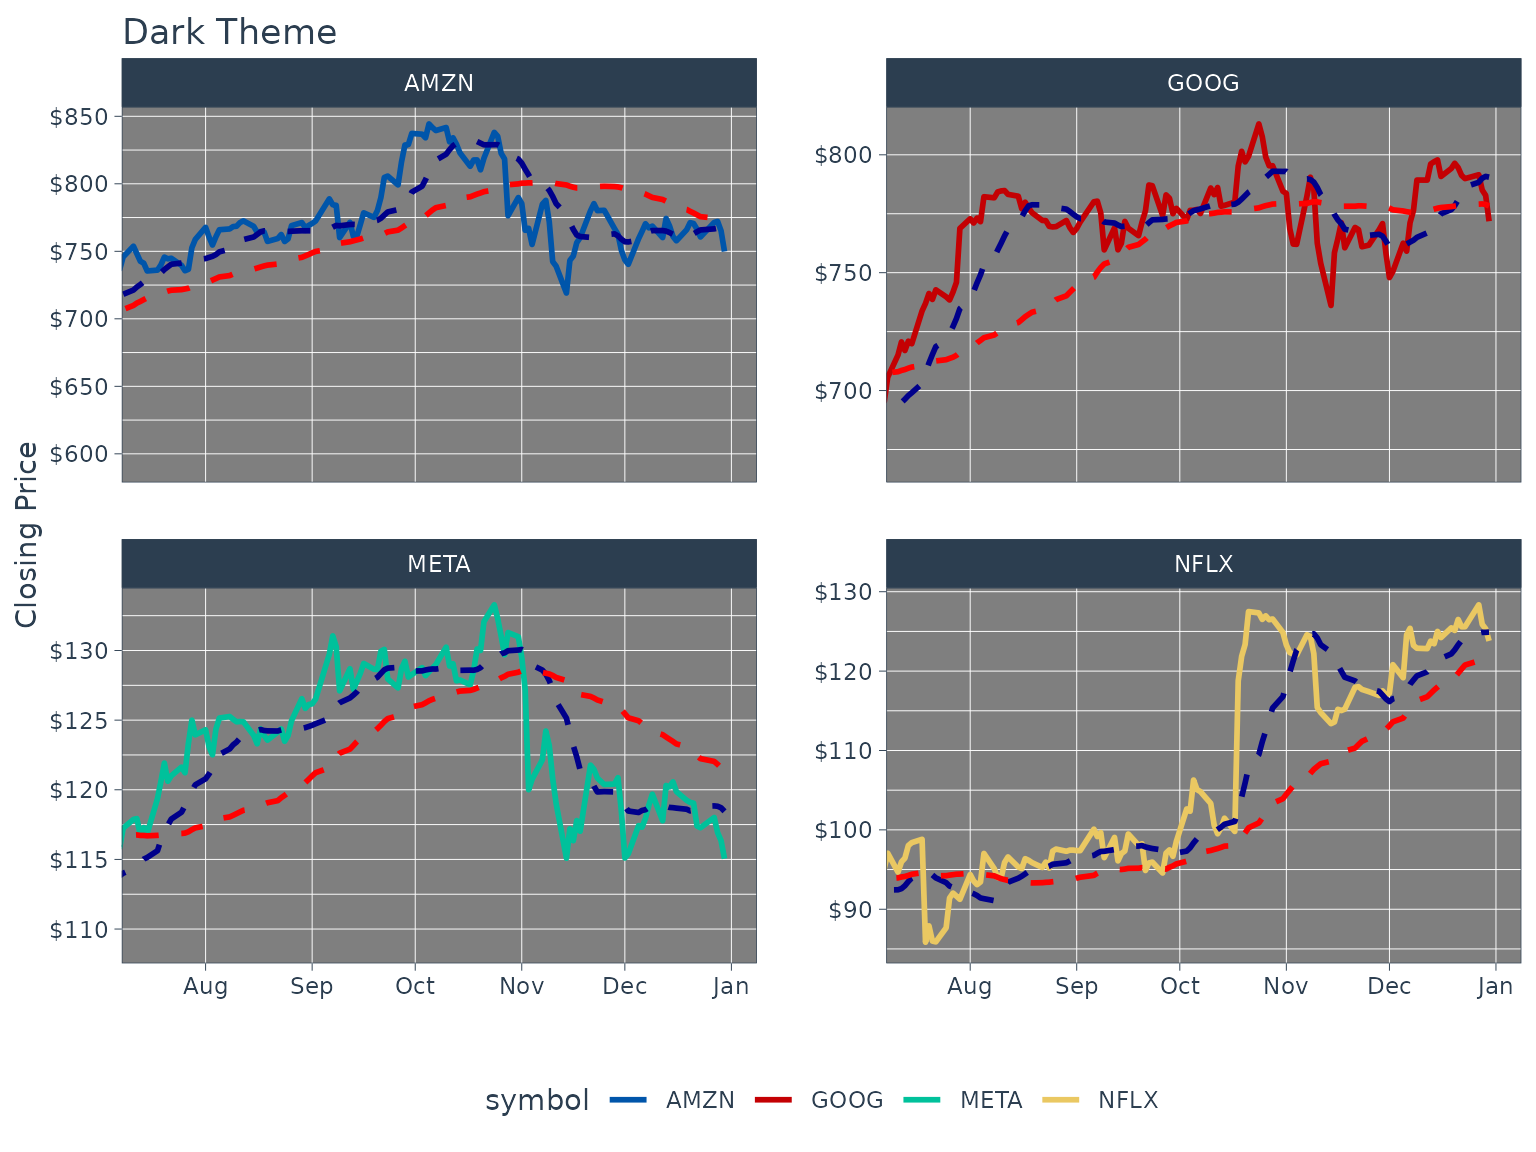 Dark Theme
AMZN
GOOG
$850
$800
$750
$700
$650
$600
$800
$750
$700
Closing Price
META
NFLX
$130
$125
$120
$115
$110
$130
$120
$110
$100
$90
Aug Sep Oct Nov Dec Jan
Aug Sep Oct Nov Dec Jan
symbol AMZN GOOG META NFLX